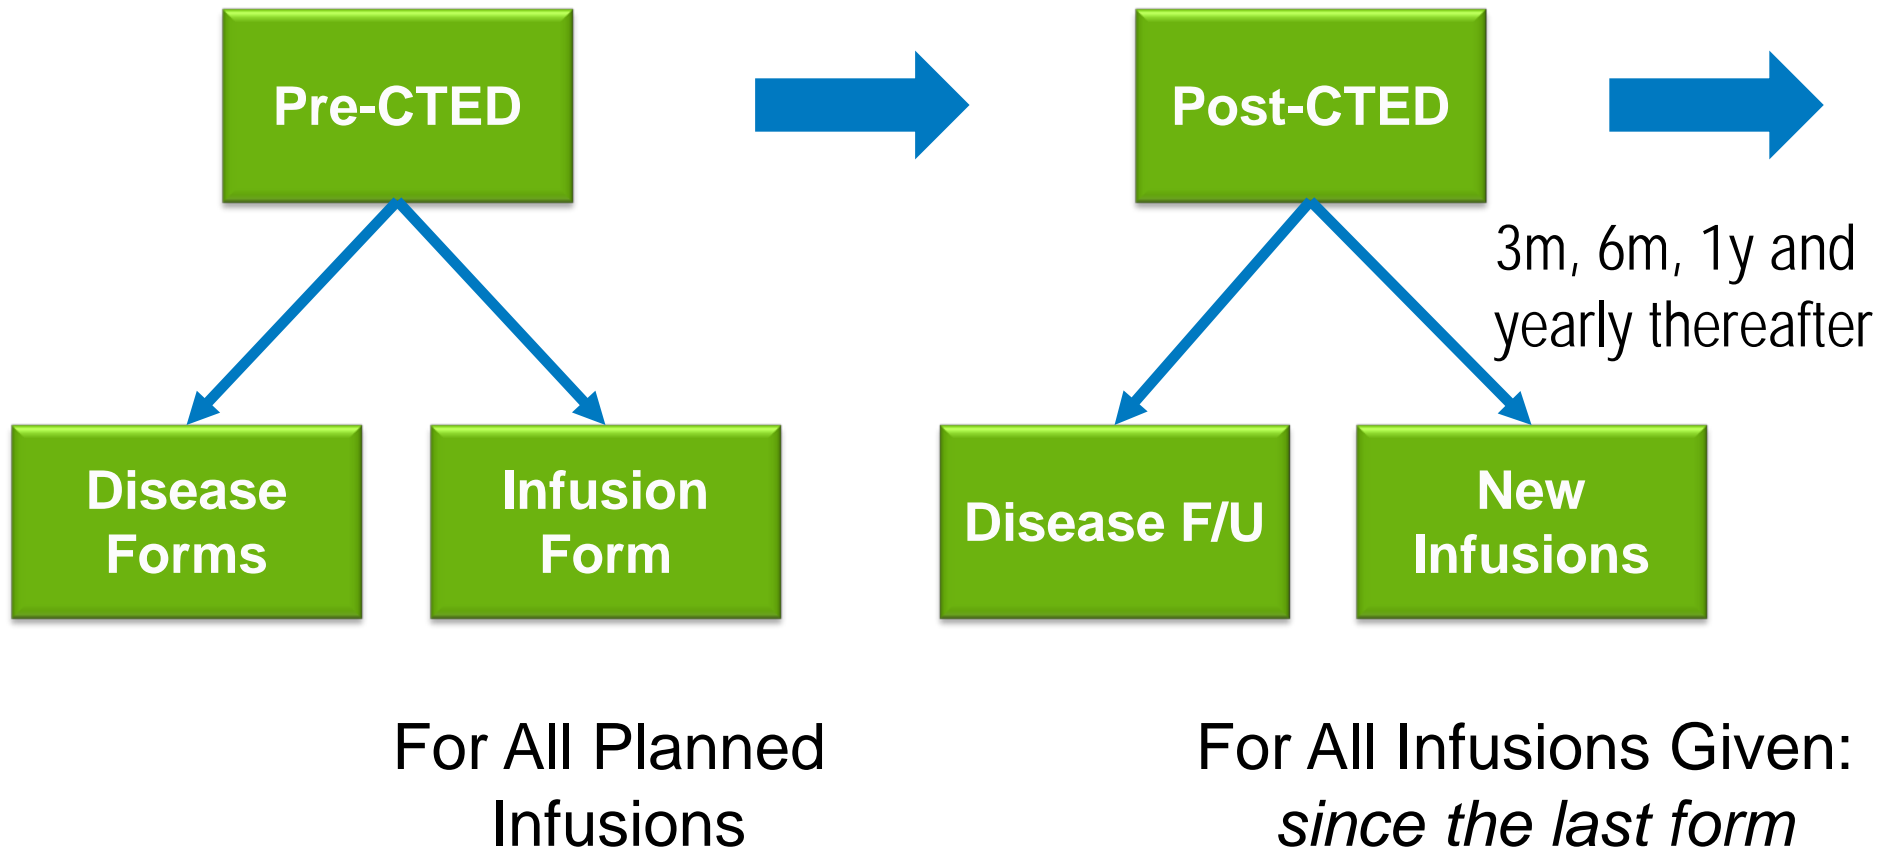 Pre-CTED
Post-CTED
3m, 6m, 1y and
yearly thereafter
Disease
Forms
Infusion
Form
Disease F/U
New
Infusions
For All Planned
Infusions
For All Infusions Given:
since the last form